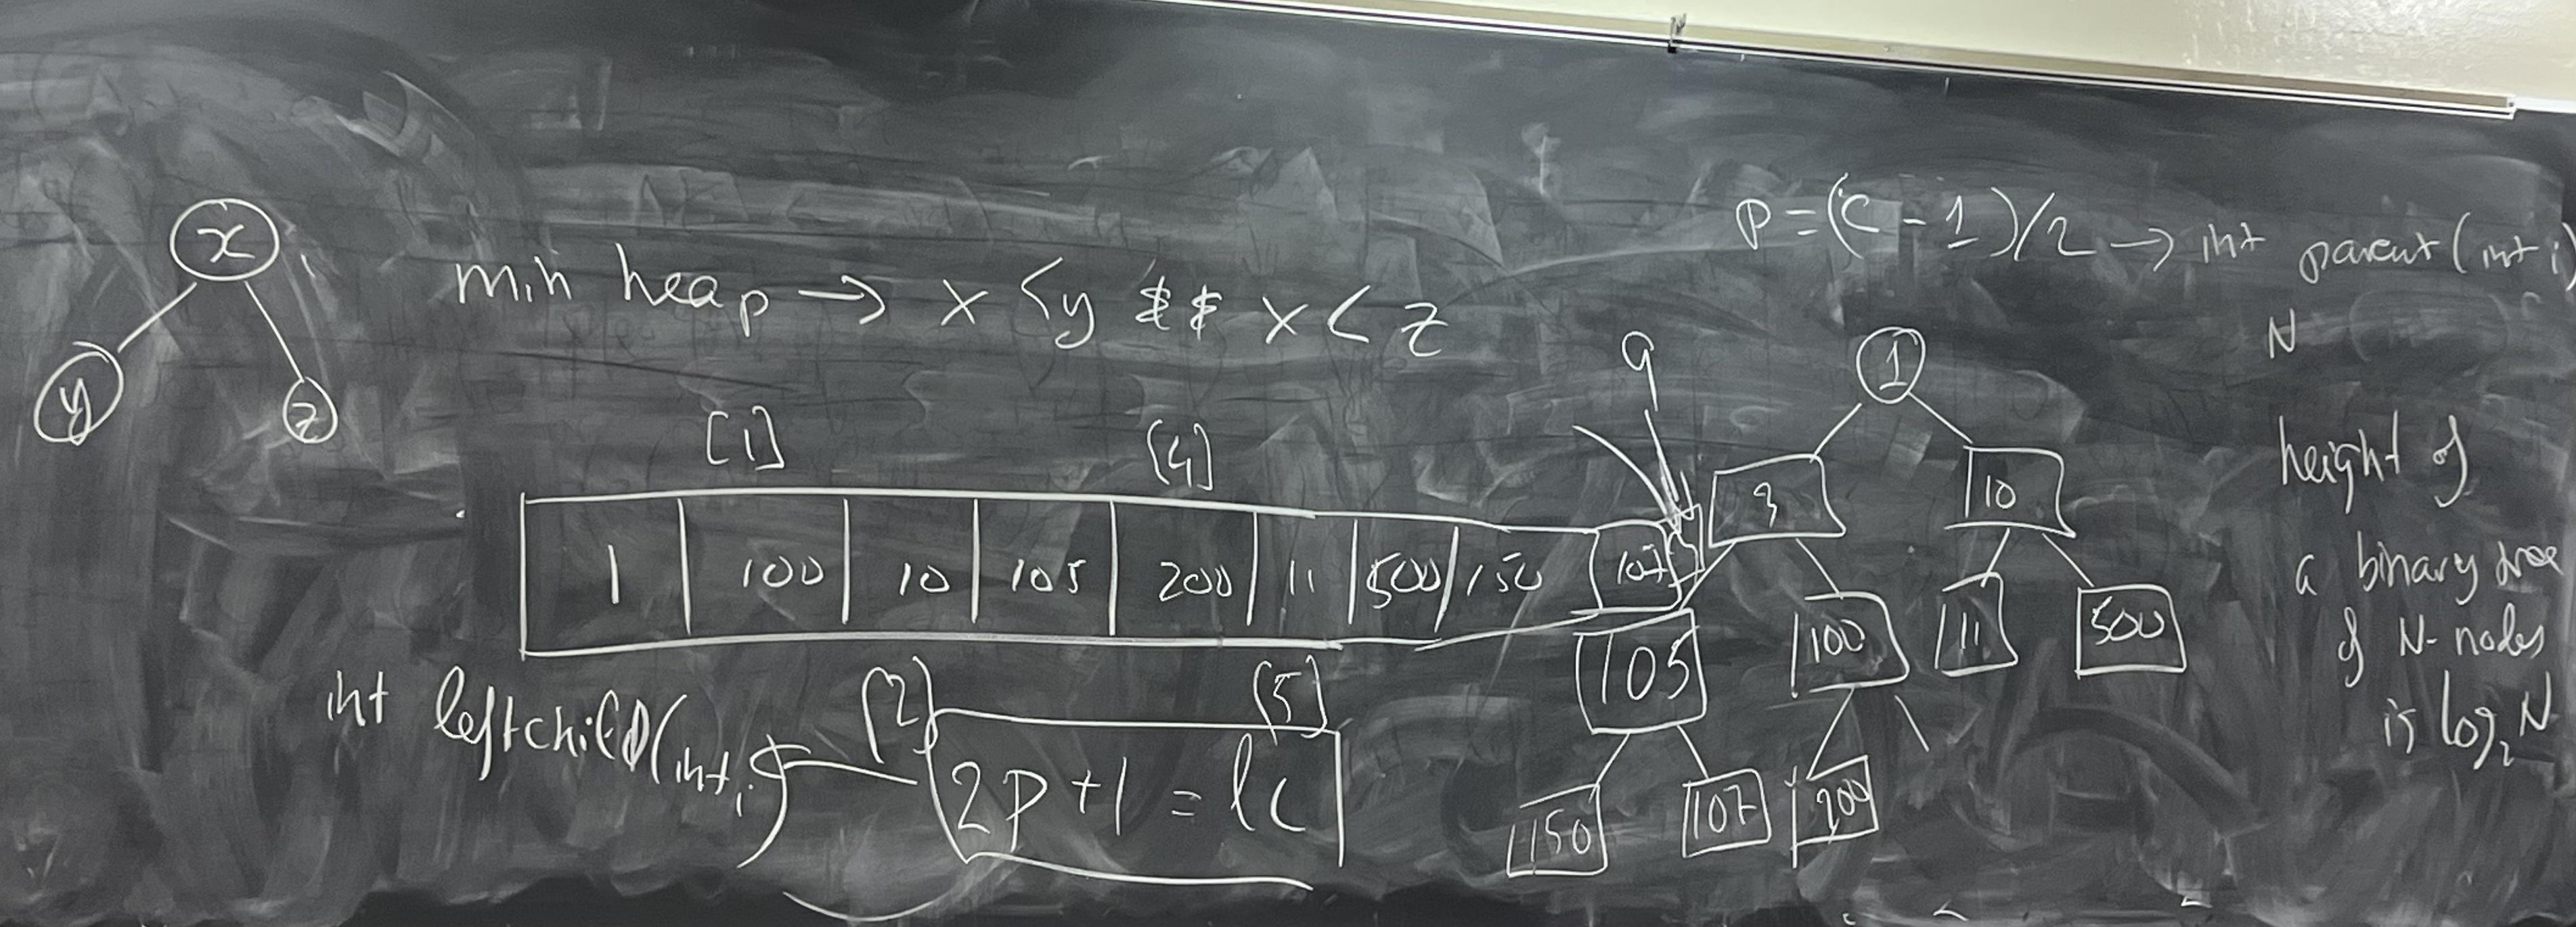 x
y
z
min heap → x < y && x < z
P = (C - 1)/2 → int parent(int i)
N
height of
a binary tree
of N-nodes
is log₂ N
9
[1]
[4]
1 100 10 105 200 11 500 150 107
[2]
[5]
int leftchild(int i)
2p + 1 = lc
1
9 10
105 100 11 500
150 107 200